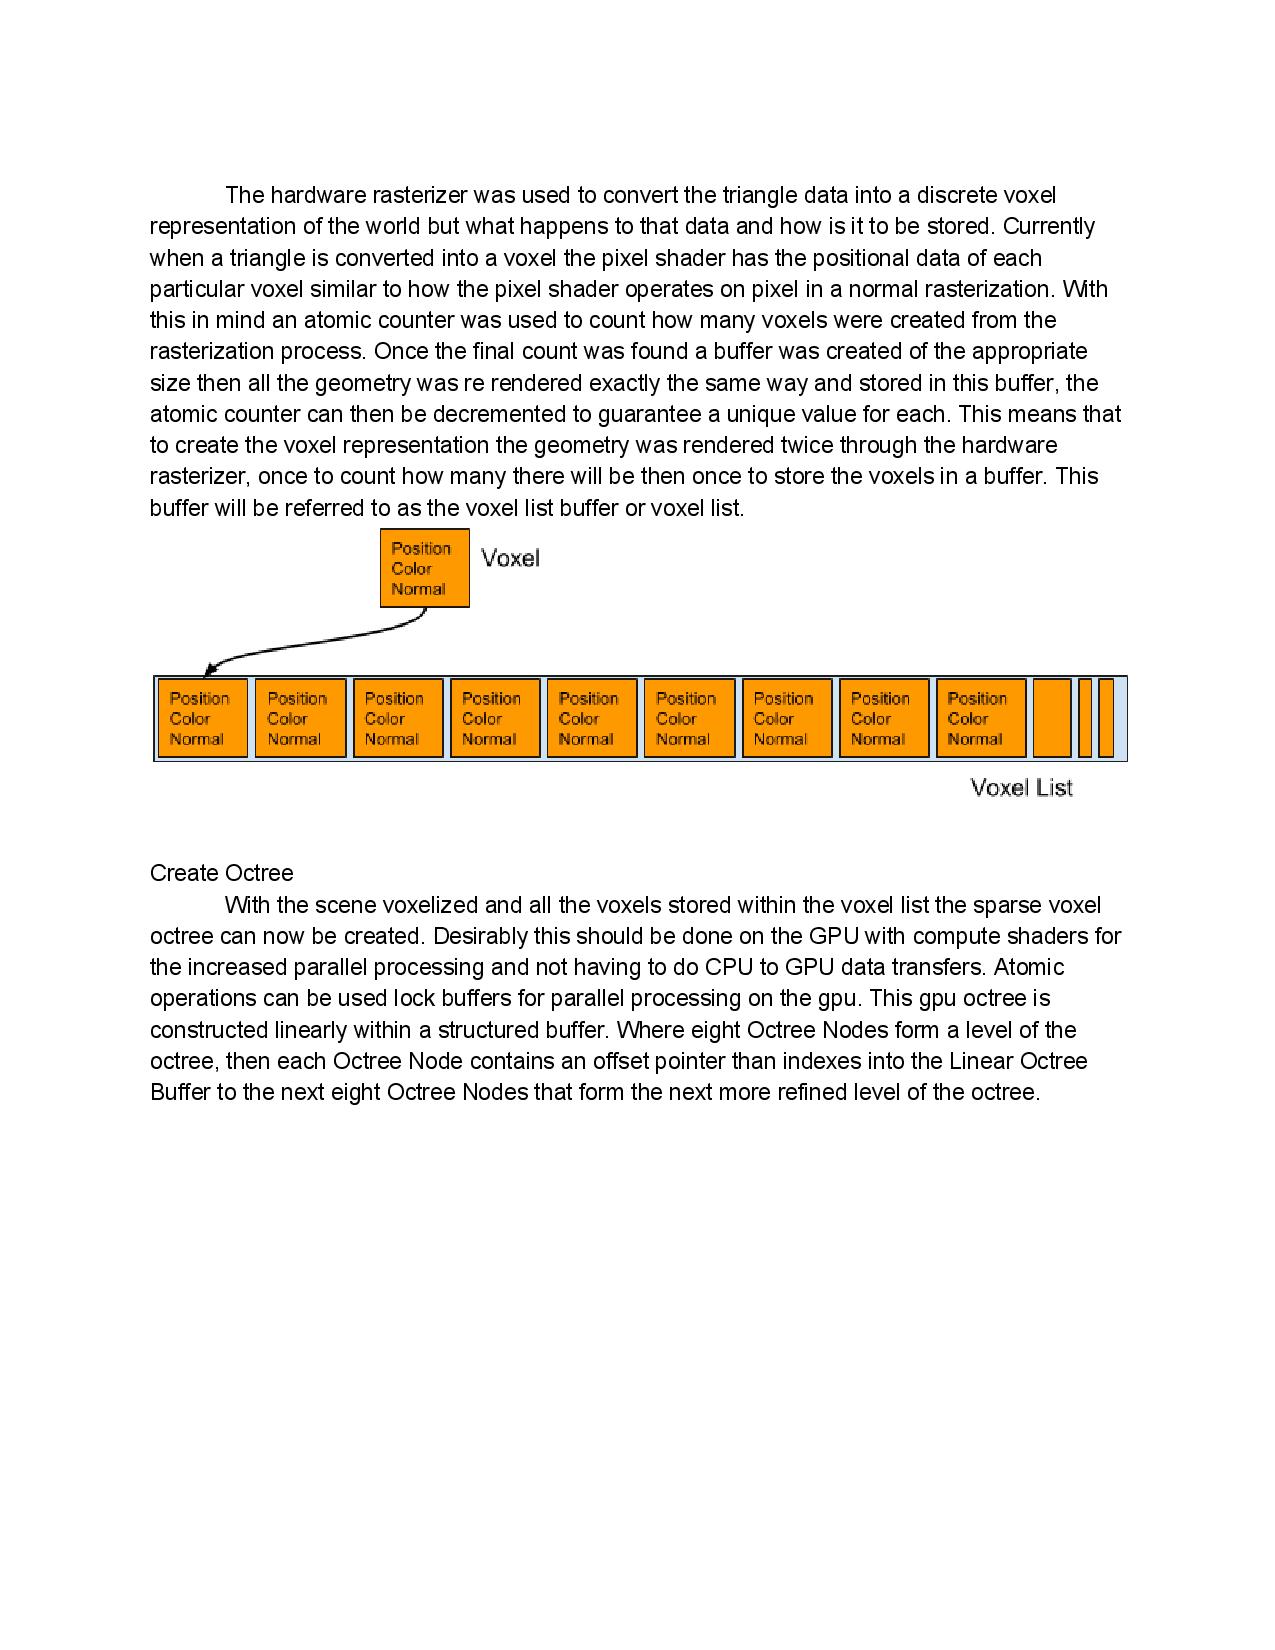 The hardware rasterizer was used to convert the triangle data into a discrete voxel
representation of the world but what happens to that data and how is it to be stored. Currently
when a triangle is converted into a voxel the pixel shader has the positional data of each
particular voxel similar to how the pixel shader operates on pixel in a normal rasterization. With
this in mind an atomic counter was used to count how many voxels were created from the
rasterization process. Once the final count was found a buffer was created of the appropriate
size then all the geometry was re rendered exactly the same way and stored in this buffer, the
atomic counter can then be decremented to guarantee a unique value for each. This means that
to create the voxel representation the geometry was rendered twice through the hardware
rasterizer, once to count how many there will be then once to store the voxels in a buffer. This
buffer will be referred to as the voxel list buffer or voxel list.
Position
Color
Normal
Voxel
Position Position Position Position Position Position Position Position Position
Color Color Color Color Color Color Color Color Color
Normal Normal Normal Normal Normal Normal Normal Normal Normal
Voxel List
Create Octree
With the scene voxelized and all the voxels stored within the voxel list the sparse voxel
octree can now be created. Desirably this should be done on the GPU with compute shaders for
the increased parallel processing and not having to do CPU to GPU data transfers. Atomic
operations can be used lock buffers for parallel processing on the gpu. This gpu octree is
constructed linearly within a structured buffer. Where eight Octree Nodes form a level of the
octree, then each Octree Node contains an offset pointer than indexes into the Linear Octree
Buffer to the next eight Octree Nodes that form the next more refined level of the octree.